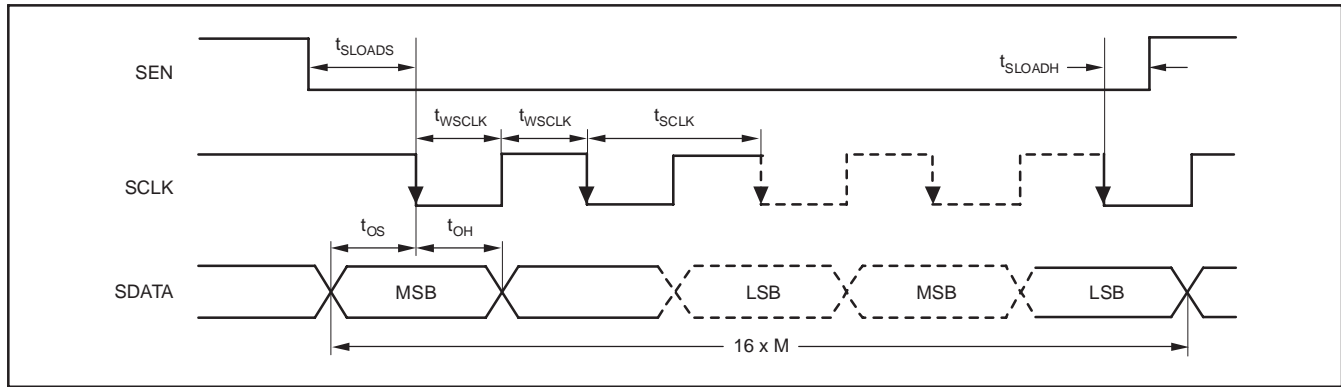 SEN
tSLOADS
tSLOADH
tWSCLK tWSCLK tSCLK
SCLK
tOS tOH
SDATA
MSB LSB MSB LSB
16 x M